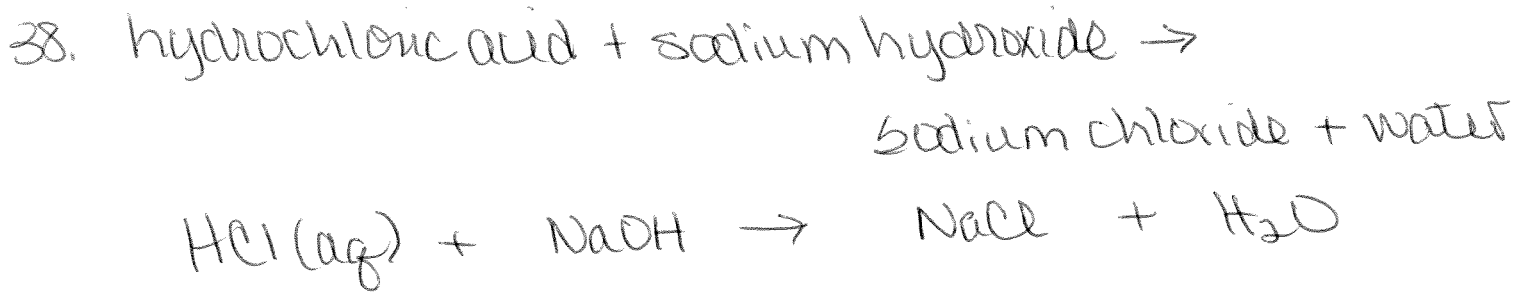 38. hydrochloric acid + sodium hydroxide →
sodium chloride + water
HCl (aq) + NaOH → NaCl + H₂O